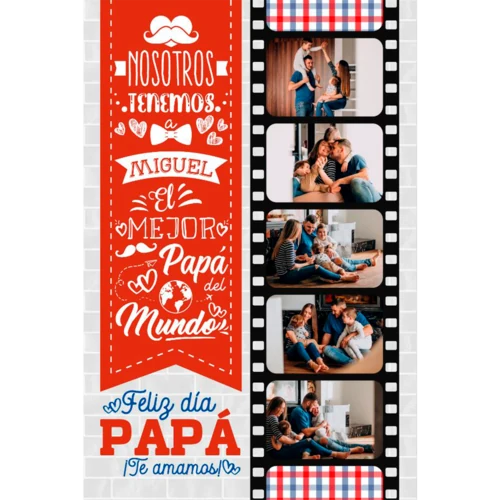 NOSOTROS
TENEMOS
a
MIGUEL
El
MEJOR
Papá
del
Mundo
Feliz día
PAPÁ
¡Te amamos!